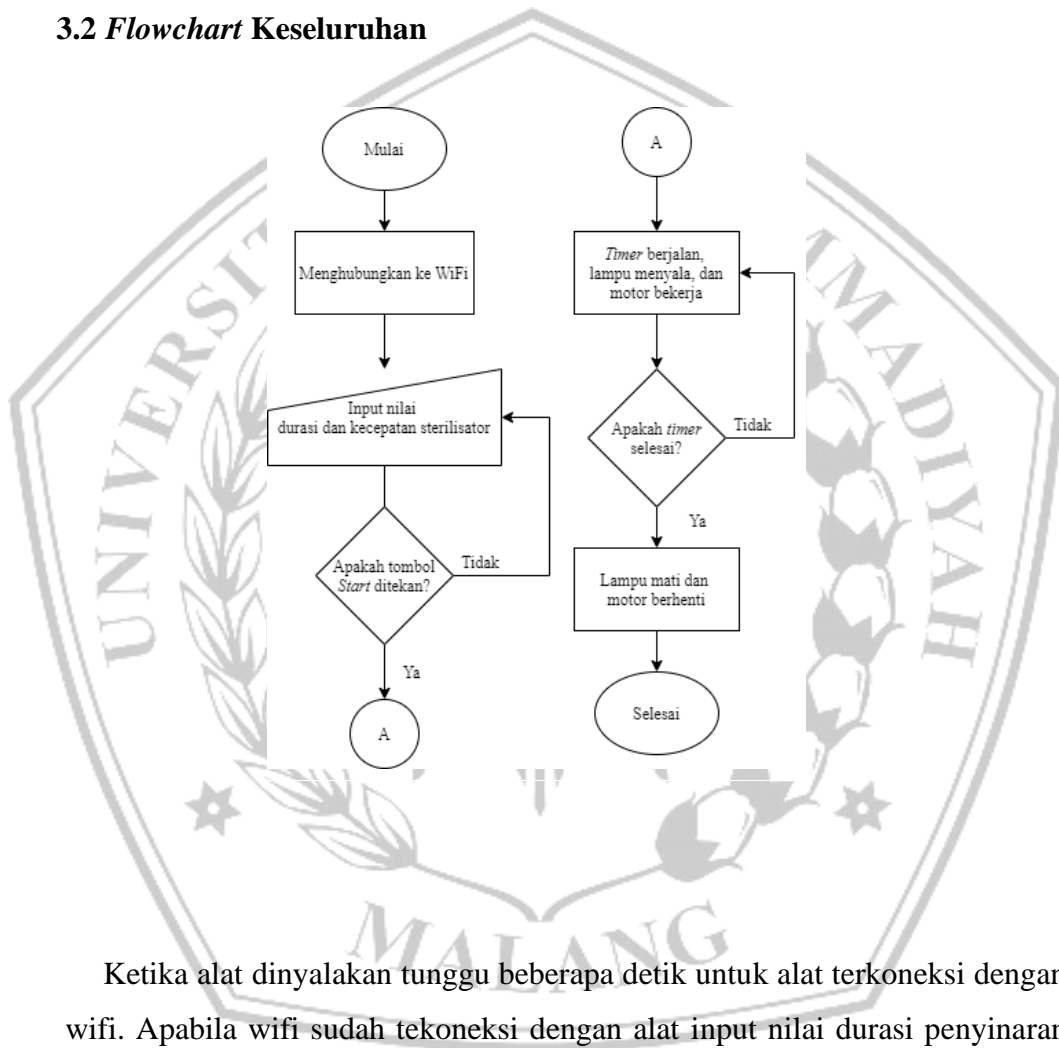 3.2 Flowchart Keseluruhan
Mulai
Menghubungkan ke WiFi
Input nilai
durasi dan kecepatan sterilisator
Apakah tombol
Start ditekan?
Tidak
Ya
A
A
Timer berjalan,
lampu menyala, dan
motor bekerja
Apakah timer
selesai?
Tidak
Ya
Lampu mati dan
motor berhenti
Selesai
MALANG
Ketika alat dinyalakan tunggu beberapa detik untuk alat terkoneksi dengan
wifi. Apabila wifi sudah tekoneksi dengan alat input nilai durasi penyinaran